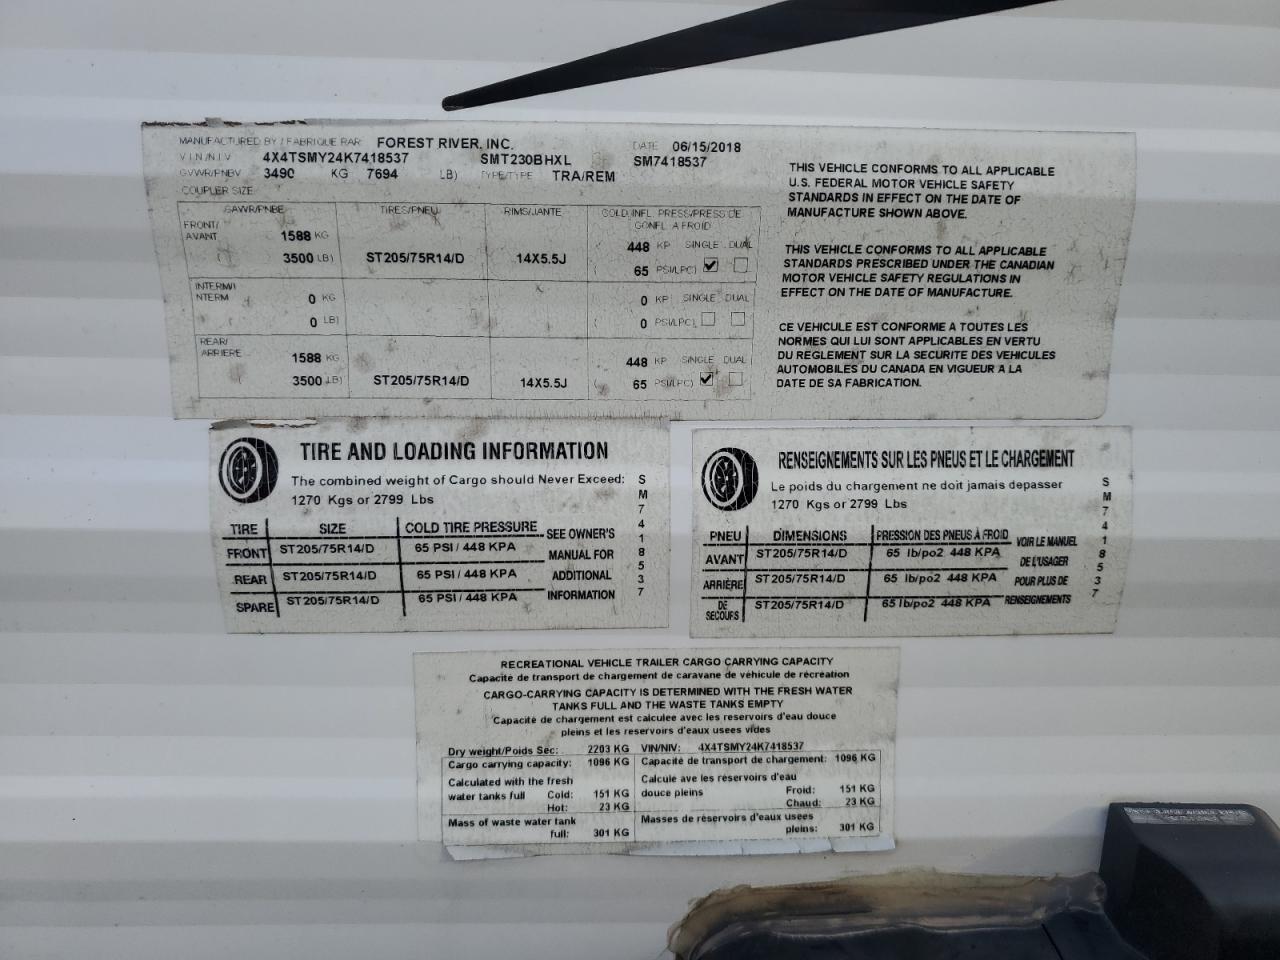 MANUFACTURED BY / FABRIQUE PAR FOREST RIVER, INC. DATE 06/15/2018
V I N / N I V 4X4TSMY24K7418537 SMT230BHXL SM7418537
GVWR/PNBV 3490 KG 7694 LB) TYPE/TYPE TRA/REM
COUPLER SIZE
GAWR/PNBE TIRES/PNEU RIMS/JANTE COLD INFL. PRESS/PRESS DE
GONFL. A FROID
FRONT/
AVANT 1588 KG 448 KP SINGLE DUAL
( 3500 LB) ST205/75R14/D 14X5.5J ( 65 PSI/LPC)
INTERM/
INTERM 0 KG 0 KP SINGLE DUAL
( 0 LB) ( 0 PSI/LPC)
REAR/
ARRIERE 1588 KG 448 KP SINGLE DUAL
( 3500 LB) ST205/75R14/D 14X5.5J ( 65 PSI/LPC)
THIS VEHICLE CONFORMS TO ALL APPLICABLE
U.S. FEDERAL MOTOR VEHICLE SAFETY
STANDARDS IN EFFECT ON THE DATE OF
MANUFACTURE SHOWN ABOVE.
THIS VEHICLE CONFORMS TO ALL APPLICABLE
STANDARDS PRESCRIBED UNDER THE CANADIAN
MOTOR VEHICLE SAFETY REGULATIONS IN
EFFECT ON THE DATE OF MANUFACTURE.
CE VEHICULE EST CONFORME A TOUTES LES
NORMES QUI LUI SONT APPLICABLES EN VERTU
DU REGLEMENT SUR LA SECURITE DES VEHICULES
AUTOMOBILES DU CANADA EN VIGUEUR A LA
DATE DE SA FABRICATION.
TIRE AND LOADING INFORMATION
The combined weight of Cargo should Never Exceed:
1270 Kgs or 2799 Lbs
TIRE SIZE COLD TIRE PRESSURE
FRONT ST205/75R14/D 65 PSI / 448 KPA
REAR ST205/75R14/D 65 PSI / 448 KPA
SPARE ST205/75R14/D 65 PSI / 448 KPA
SEE OWNER'S
MANUAL FOR
ADDITIONAL
INFORMATION
SM7418537
RENSEIGNEMENTS SUR LES PNEUS ET LE CHARGEMENT
Le poids du chargement ne doit jamais depasser
1270 Kgs or 2799 Lbs
PNEU DIMENSIONS PRESSION DES PNEUS À FROID
AVANT ST205/75R14/D 65 lb/po2 448 KPA
ARRIÈRE ST205/75R14/D 65 lb/po2 448 KPA
DE
SECOURS ST205/75R14/D 65 lb/po2 448 KPA
VOIR LE MANUEL
DE L'USAGER
POUR PLUS DE
RENSEIGNEMENTS
SM7418537
RECREATIONAL VEHICLE TRAILER CARGO CARRYING CAPACITY
Capacité de transport de chargement de caravane de véhicule de récréation
CARGO-CARRYING CAPACITY IS DETERMINED WITH THE FRESH WATER
TANKS FULL AND THE WASTE TANKS EMPTY
Capacité de chargement est calculee avec les reservoirs d'eau douce
pleins et les reservoirs d'eaux usees vides
Dry weight/Poids Sec: 2203 KG VIN/NIV: 4X4TSMY24K7418537
Cargo carrying capacity: 1096 KG Capacité de transport de chargement: 1096 KG
Calculated with the fresh Calcule ave les réservoirs d'eau
water tanks full Cold: 151 KG douce pleins Froid: 151 KG
Hot: 23 KG Chaud: 23 KG
Mass of waste water tank Masses de réservoirs d'eaux usées
full: 301 KG pleins: 301 KG